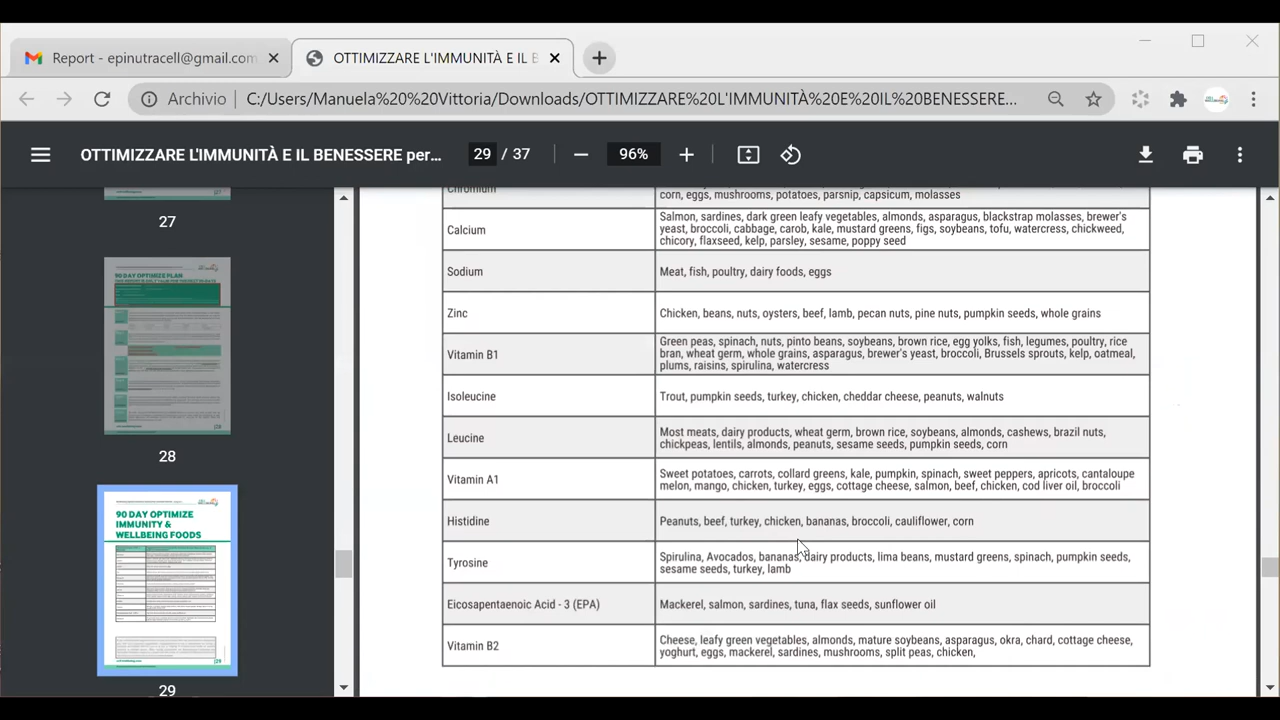 Report - epinutracell@gmail.com
OTTIMIZZARE L'IMMUNITÀ E IL B
Archivio
C:/Users/Manuela%20%20Vittoria/Downloads/OTTIMIZZARE%20L'IMMUNITÀ%20E%20IL%20BENESSERE...
OTTIMIZZARE L'IMMUNITÀ E IL BENESSERE per...
29 / 37
96%
27
90 DAY OPTIMIZE PLAN
28
90 DAY OPTIMIZE
IMMUNITY &
WELLBEING FOODS
29
Chromium
corn, eggs, mushrooms, potatoes, parsnip, capsicum, molasses
Calcium
Salmon, sardines, dark green leafy vegetables, almonds, asparagus, blackstrap molasses, brewer's
yeast, broccoli, cabbage, carob, kale, mustard greens, figs, soybeans, tofu, watercress, chickweed,
chicory, flaxseed, kelp, parsley, sesame, poppy seed
Sodium
Meat, fish, poultry, dairy foods, eggs
Zinc
Chicken, beans, nuts, oysters, beef, lamb, pecan nuts, pine nuts, pumpkin seeds, whole grains
Vitamin B1
Green peas, spinach, nuts, pinto beans, soybeans, brown rice, egg yolks, fish, legumes, poultry, rice
bran, wheat germ, whole grains, asparagus, brewer's yeast, broccoli, Brussels sprouts, kelp, oatmeal,
plums, raisins, spirulina, watercress
Isoleucine
Trout, pumpkin seeds, turkey, chicken, cheddar cheese, peanuts, walnuts
Leucine
Most meats, dairy products, wheat germ, brown rice, soybeans, almonds, cashews, brazil nuts,
chickpeas, lentils, almonds, peanuts, sesame seeds, pumpkin seeds, corn
Vitamin A1
Sweet potatoes, carrots, collard greens, kale, pumpkin, spinach, sweet peppers, apricots, cantaloupe
melon, mango, chicken, turkey, eggs, cottage cheese, salmon, beef, chicken, cod liver oil, broccoli
Histidine
Peanuts, beef, turkey, chicken, bananas, broccoli, cauliflower, corn
Tyrosine
Spirulina, Avocados, bananas, dairy products, lima beans, mustard greens, spinach, pumpkin seeds,
sesame seeds, turkey, lamb
Eicosapentaenoic Acid - 3 (EPA)
Mackerel, salmon, sardines, tuna, flax seeds, sunflower oil
Vitamin B2
Cheese, leafy green vegetables, almonds, mature soybeans, asparagus, okra, chard, cottage cheese,
yoghurt, eggs, mackerel, sardines, mushrooms, split peas, chicken,